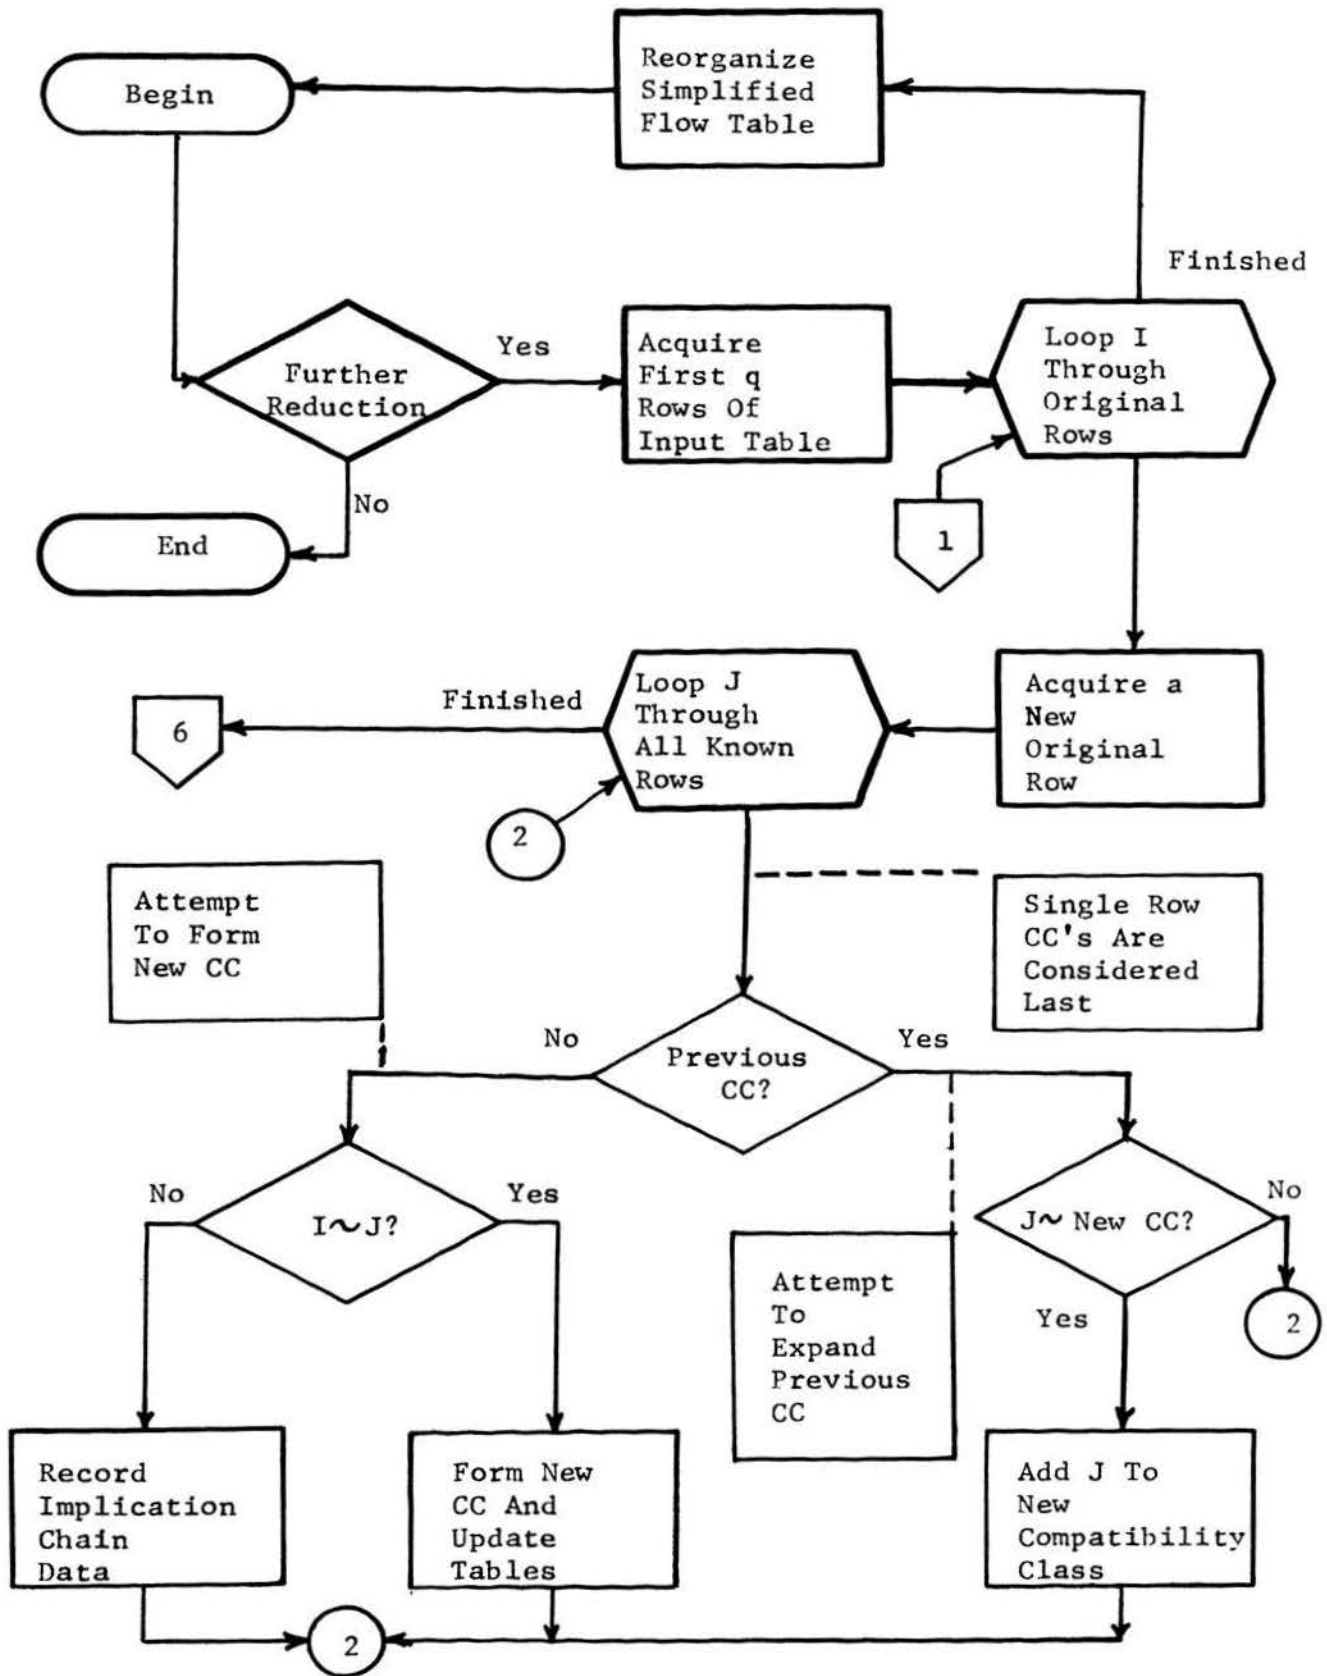 Reorganize
Simplified
Flow Table
Begin
Finished
Further
Reduction
Yes
Acquire
First q
Rows Of
Input Table
Loop I
Through
Original
Rows
No
End
1
6
Finished
Loop J
Through
All Known
Rows
Acquire a
New
Original
Row
2
Attempt
To Form
New CC
Single Row
CC's Are
Considered
Last
No
Previous
CC?
Yes
No
I~J?
Yes
J~ New CC?
No
Yes
2
Attempt
To
Expand
Previous
CC
Record
Implication
Chain
Data
Form New
CC And
Update
Tables
Add J To
New
Compatibility
Class
2